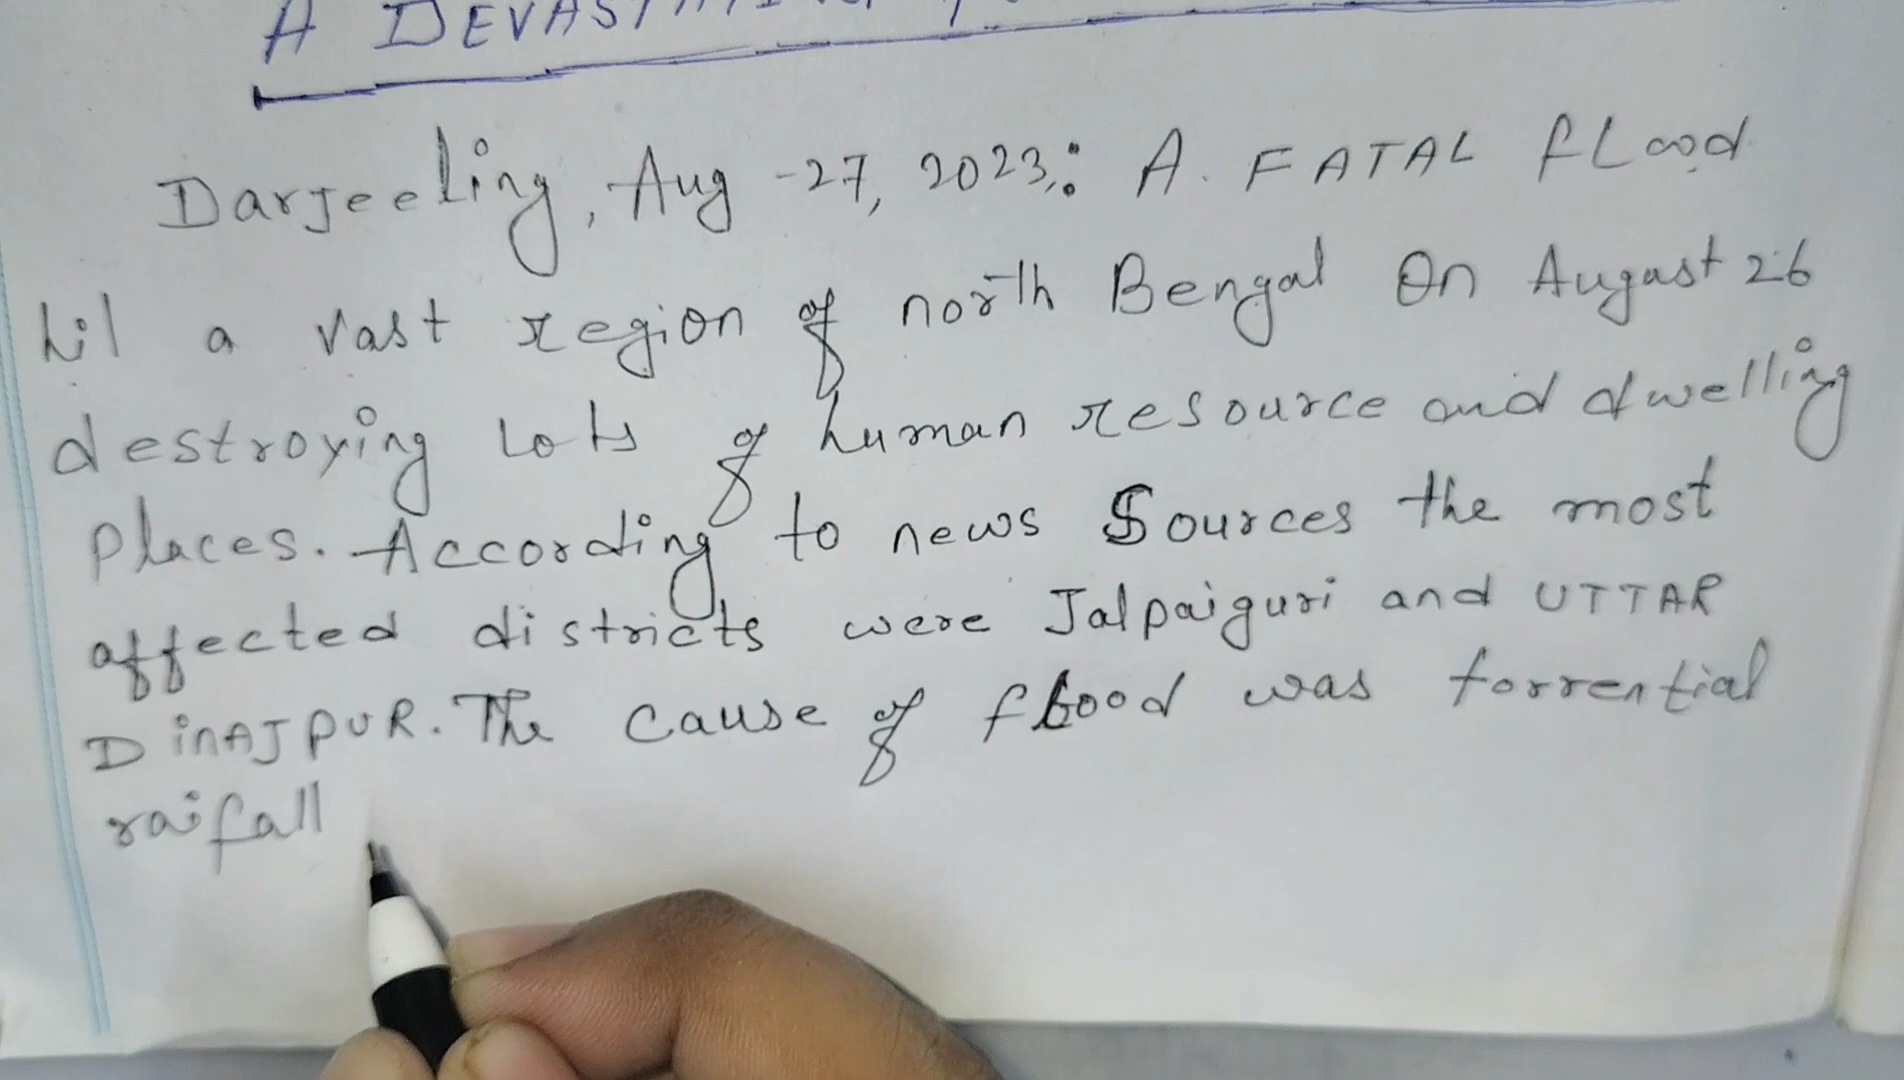 A DEVASTATING
Darjeeling, Aug -27, 2023,: A. FATAL fLood
hit a vast region of north Bengal On August 26
destroying Lots of human resource and dwelling
places. According to news Sources the most
affected districts were Jalpaiguri and UTTAR
DinAJpUR. The cause of flood was torrential
raifall